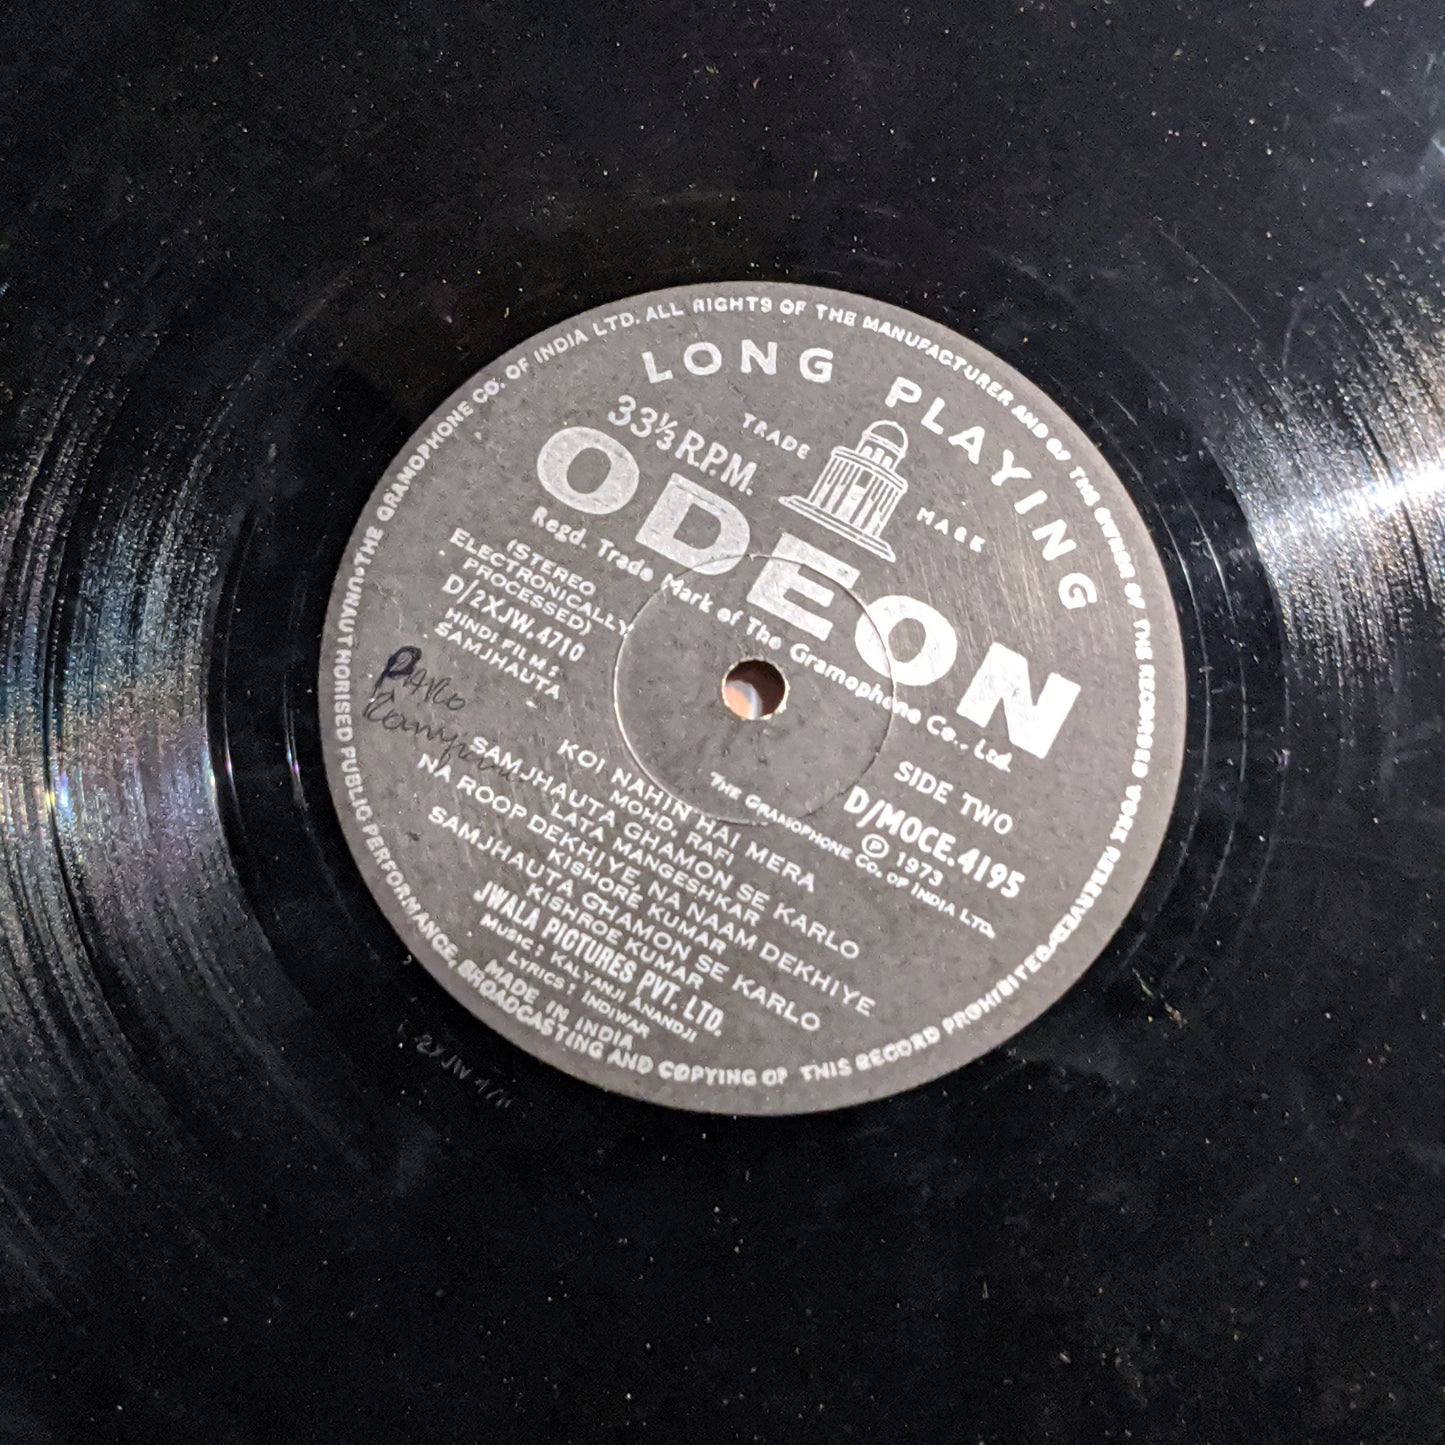 THE GRAMOPHONE CO. OF INDIA LTD. ALL RIGHTS OF THE MANUFACTURER AND OF THE OWNER OF THE RECORDED WORK RESERVED. UNAUTHORISED PUBLIC PERFORMANCE, BROADCASTING AND COPYING OF THIS RECORD PROHIBITED.
LONG PLAYING
33⅓ R.P.M.
TRADE MARK
ODEON
Regd. Trade Mark of The Gramophone Co., Ltd.
(STEREO
ELECTRONICALLY
PROCESSED)
D/2XJW.4710
HINDI FILM :
SAMJHAUTA
SIDE TWO
D/MOCE.4195
℗ 1973
THE GRAMOPHONE CO. OF INDIA LTD.
KOI NAHIN HAI MERA
MOHD. RAFI
SAMJHAUTA GHAMON SE KARLO
LATA MANGESHKAR
NA ROOP DEKHIYE, NA NAAM DEKHIYE
KISHORE KUMAR
SAMJHAUTA GHAMON SE KARLO
KISHROE KUMAR
JWALA PICTURES PVT. LTD.
MUSIC : KALYANJI ANANDJI
LYRICS : INDIWAR
MADE IN INDIA